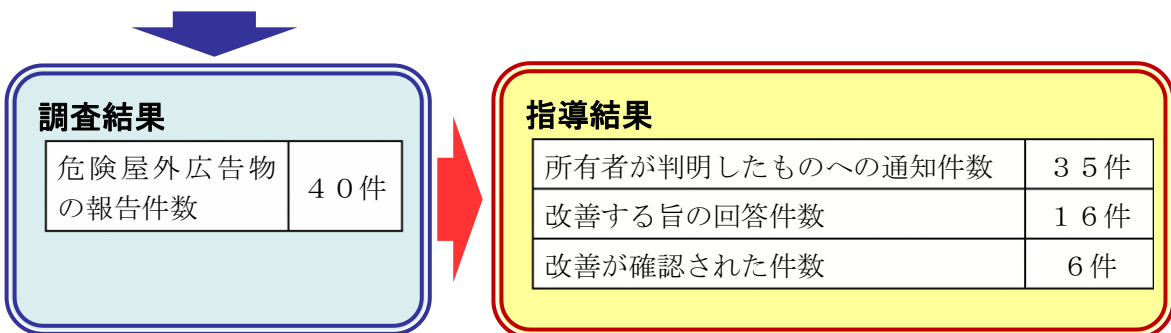 調査結果
危険屋外広告物
の報告件数
４０件
指導結果
所有者が判明したものへの通知件数
３５件
改善する旨の回答件数
１６件
改善が確認された件数
６件